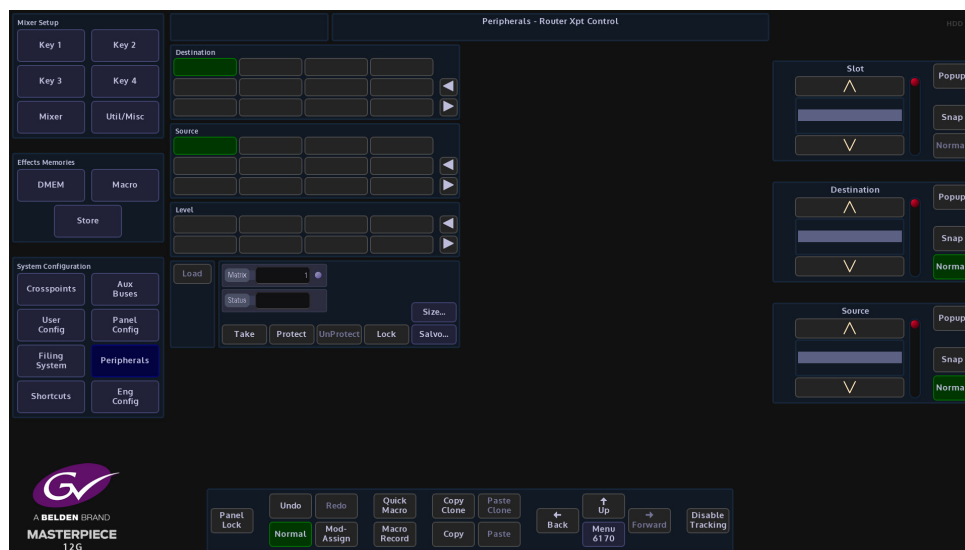 Mixer Setup
Key 1
Key 2
Key 3
Key 4
Mixer
Util/Misc
Effects Memories
DMEM
Macro
Store
System Configuration
Crosspoints
Aux
Buses
User
Config
Panel
Config
Filing
System
Peripherals
Shortcuts
Eng
Config
GV
A BELDEN BRAND
MASTERPIECE
12G
Peripherals - Router Xpt Control
HDD
Destination
Source
Level
Load
Matrix
1
Status
Size...
Take
Protect
UnProtect
Lock
Salvo...
Slot
Popup
Snap
Norma
Destination
Popup
Snap
Norma
Source
Popup
Snap
Norma
Panel
Lock
Undo
Redo
Normal
Mod-
Assign
Quick
Macro
Macro
Record
Copy
Clone
Paste
Clone
Copy
Paste
Back
Up
Menu
6170
Forward
Disable
Tracking